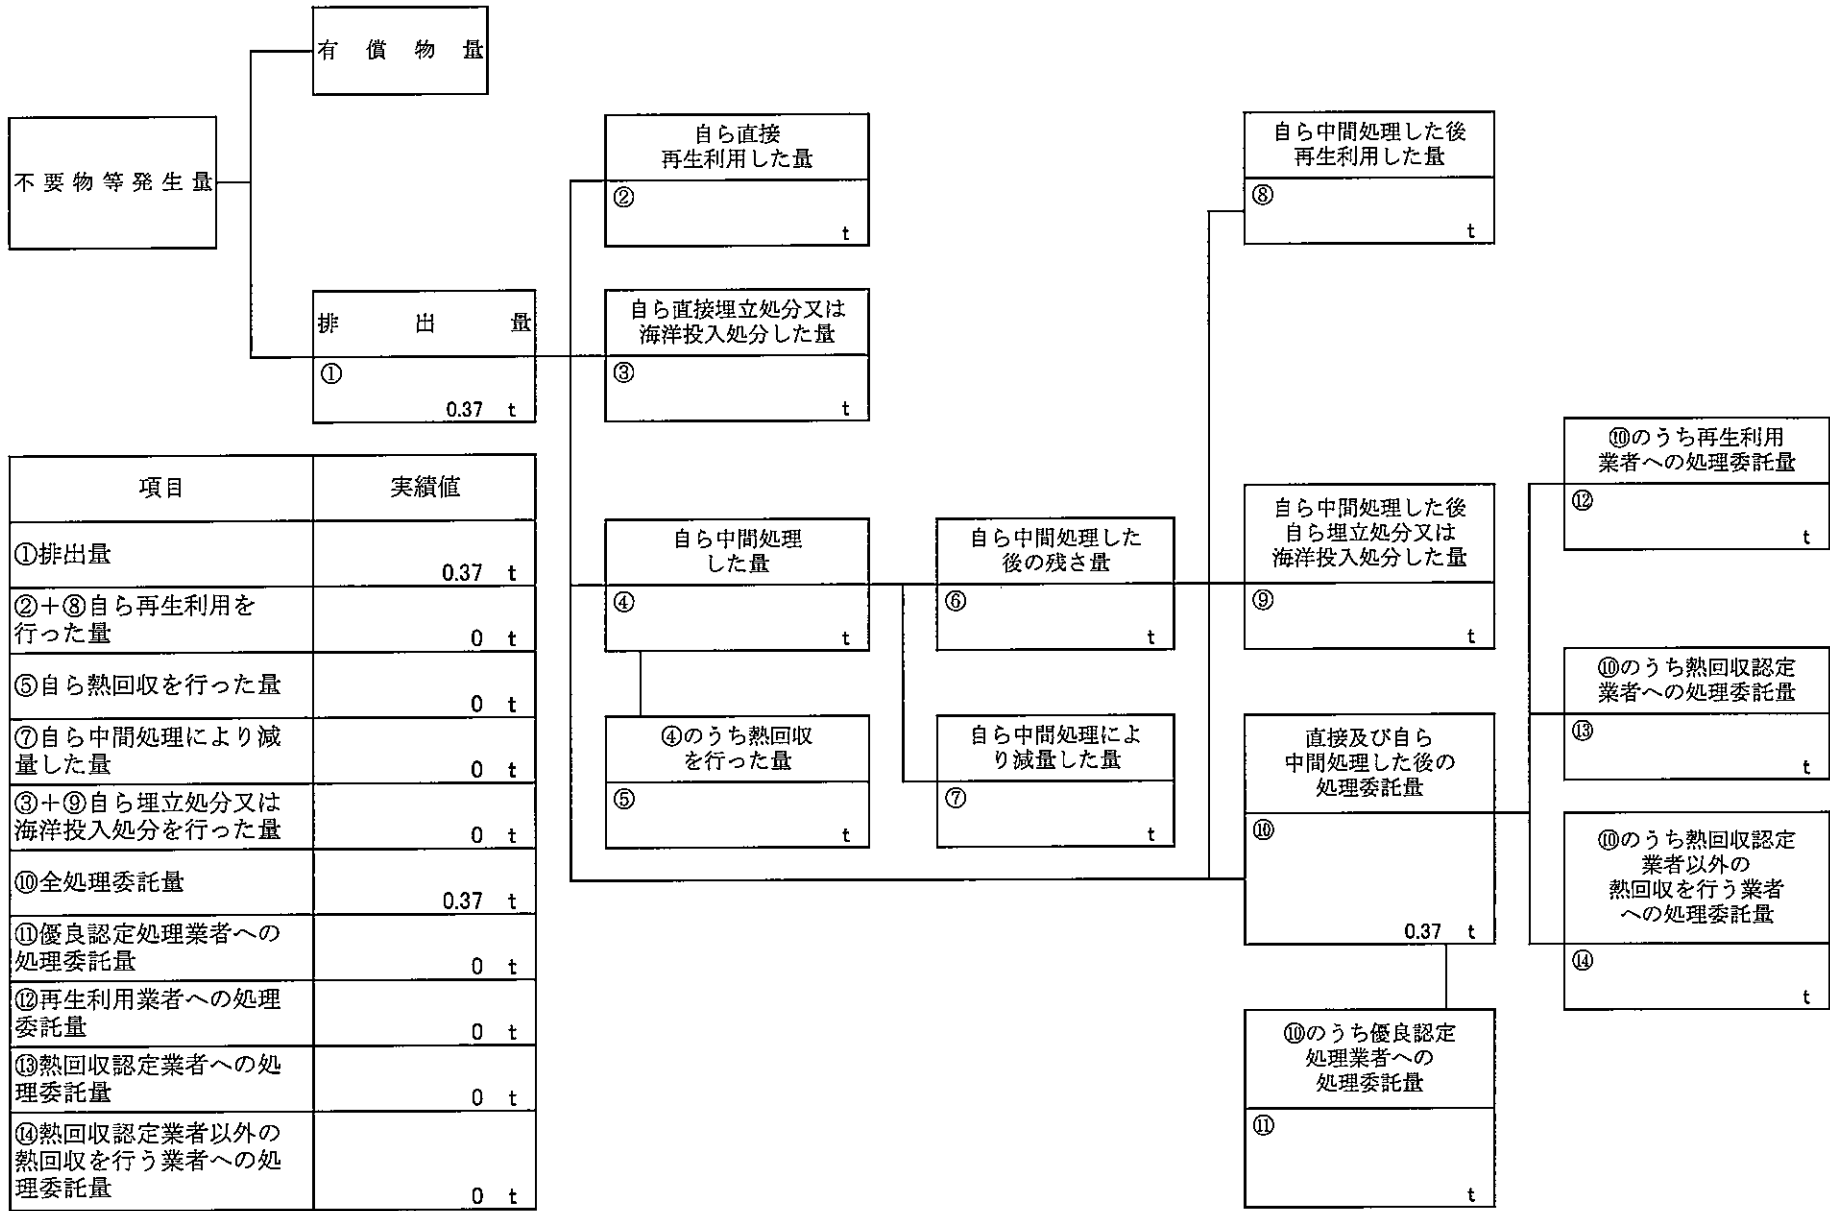 有償物量
不要物等発生量
排出量
①
0.37 t
自ら直接
再生利用した量
②
t
自ら直接埋立処分又は
海洋投入処分した量
③
t
自ら中間処理
した量
④
t
④のうち熱回収
を行った量
⑤
t
自ら中間処理した
後の残さ量
⑥
t
自ら中間処理によ
り減量した量
⑦
t
自ら中間処理した後
再生利用した量
⑧
t
自ら中間処理した後
自ら埋立処分又は
海洋投入処分した量
⑨
t
直接及び自ら
中間処理した後の
処理委託量
⑩
0.37 t
⑩のうち優良認定
処理業者への
処理委託量
⑪
t
⑩のうち再生利用
業者への処理委託量
⑫
t
⑩のうち熱回収認定
業者への処理委託量
⑬
t
⑩のうち熱回収認定
業者以外の
熱回収を行う業者
への処理委託量
⑭
t
項目 実績値
①排出量
0.37 t
②+⑧自ら再生利用を
行った量
0 t
⑤自ら熱回収を行った量
0 t
⑦自ら中間処理により減
量した量
0 t
③+⑨自ら埋立処分又は
海洋投入処分を行った量
0 t
⑩全処理委託量
0.37 t
⑪優良認定処理業者への
処理委託量
0 t
⑫再生利用業者への処理
委託量
0 t
⑬熱回収認定業者への処
理委託量
0 t
⑭熱回収認定業者以外の
熱回収を行う業者への処
理委託量
0 t